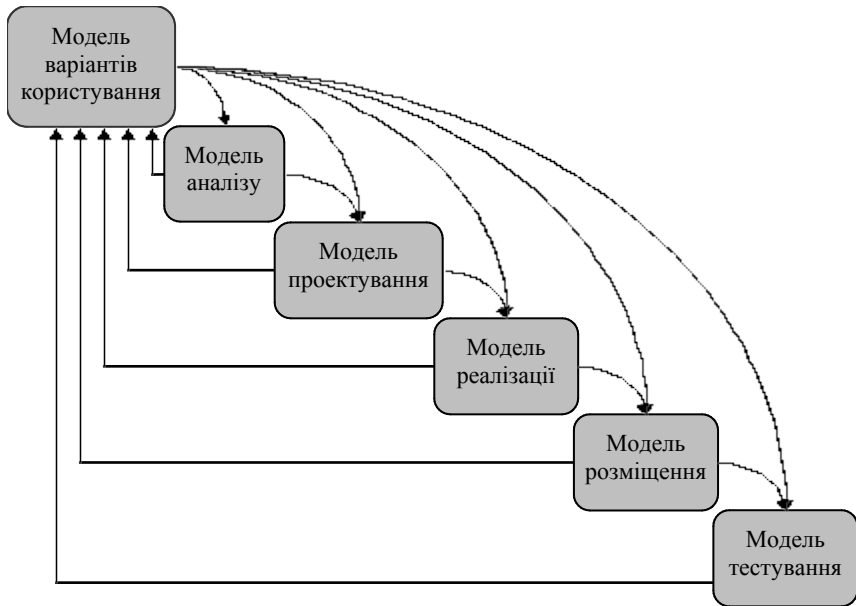 Модель
варіантів
користування
Модель
аналізу
Модель
проектування
Модель
реалізації
Модель
розміщення
Модель
тестування